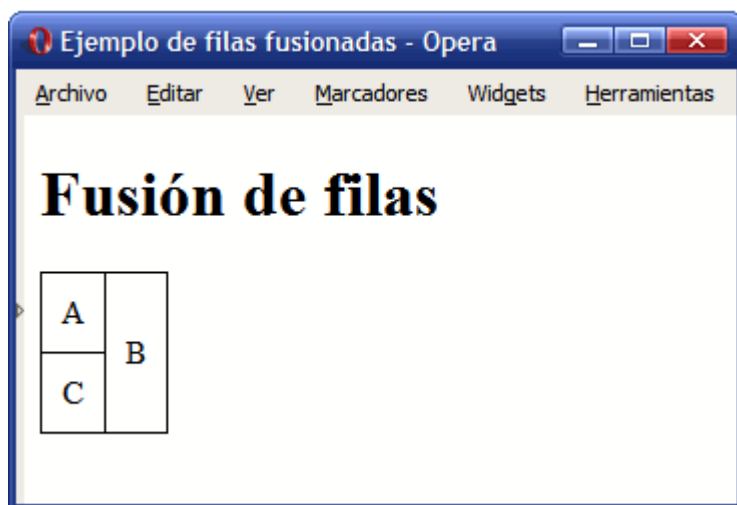 Ejemplo de filas fusionadas - Opera
Archivo Editar Ver Marcadores Widgets Herramientas
Fusión de filas
A
B
C